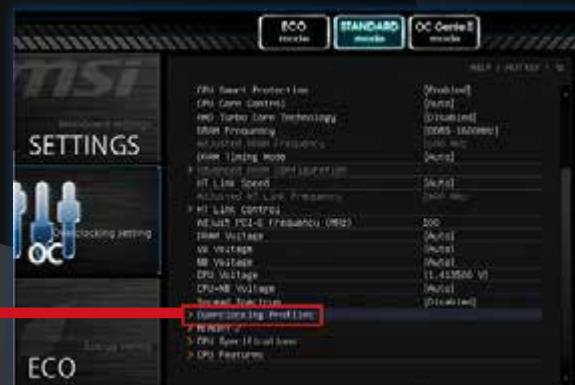 ECO
mode
STANDARD
mode
OC Genie II
mode
HELP | HOTKEY |
msi
SETTINGS
Overclocking setting
OC
ECO
CPU Smart Protection [Enabled]
CPU Core Control [Auto]
AMD Turbo Core Technology [Disabled]
DRAM Frequency
Adjusted DRAM Frequency
DRAM Timing Mode [Auto]
> Advanced DRAM Configuration
HT Link Speed [Auto]
Adjusted HT Link Frequency
> HT Link Control
Adjust PCI-E Frequency (MHz) 100
DRAM Voltage [Auto]
NB Voltage [Auto]
CPU Voltage
CPU-NB Voltage [Auto]
Spread Spectrum [Disabled]
> Overclocking Profiles
> MEMORY-Z
> CPU Specifications
> CPU Features